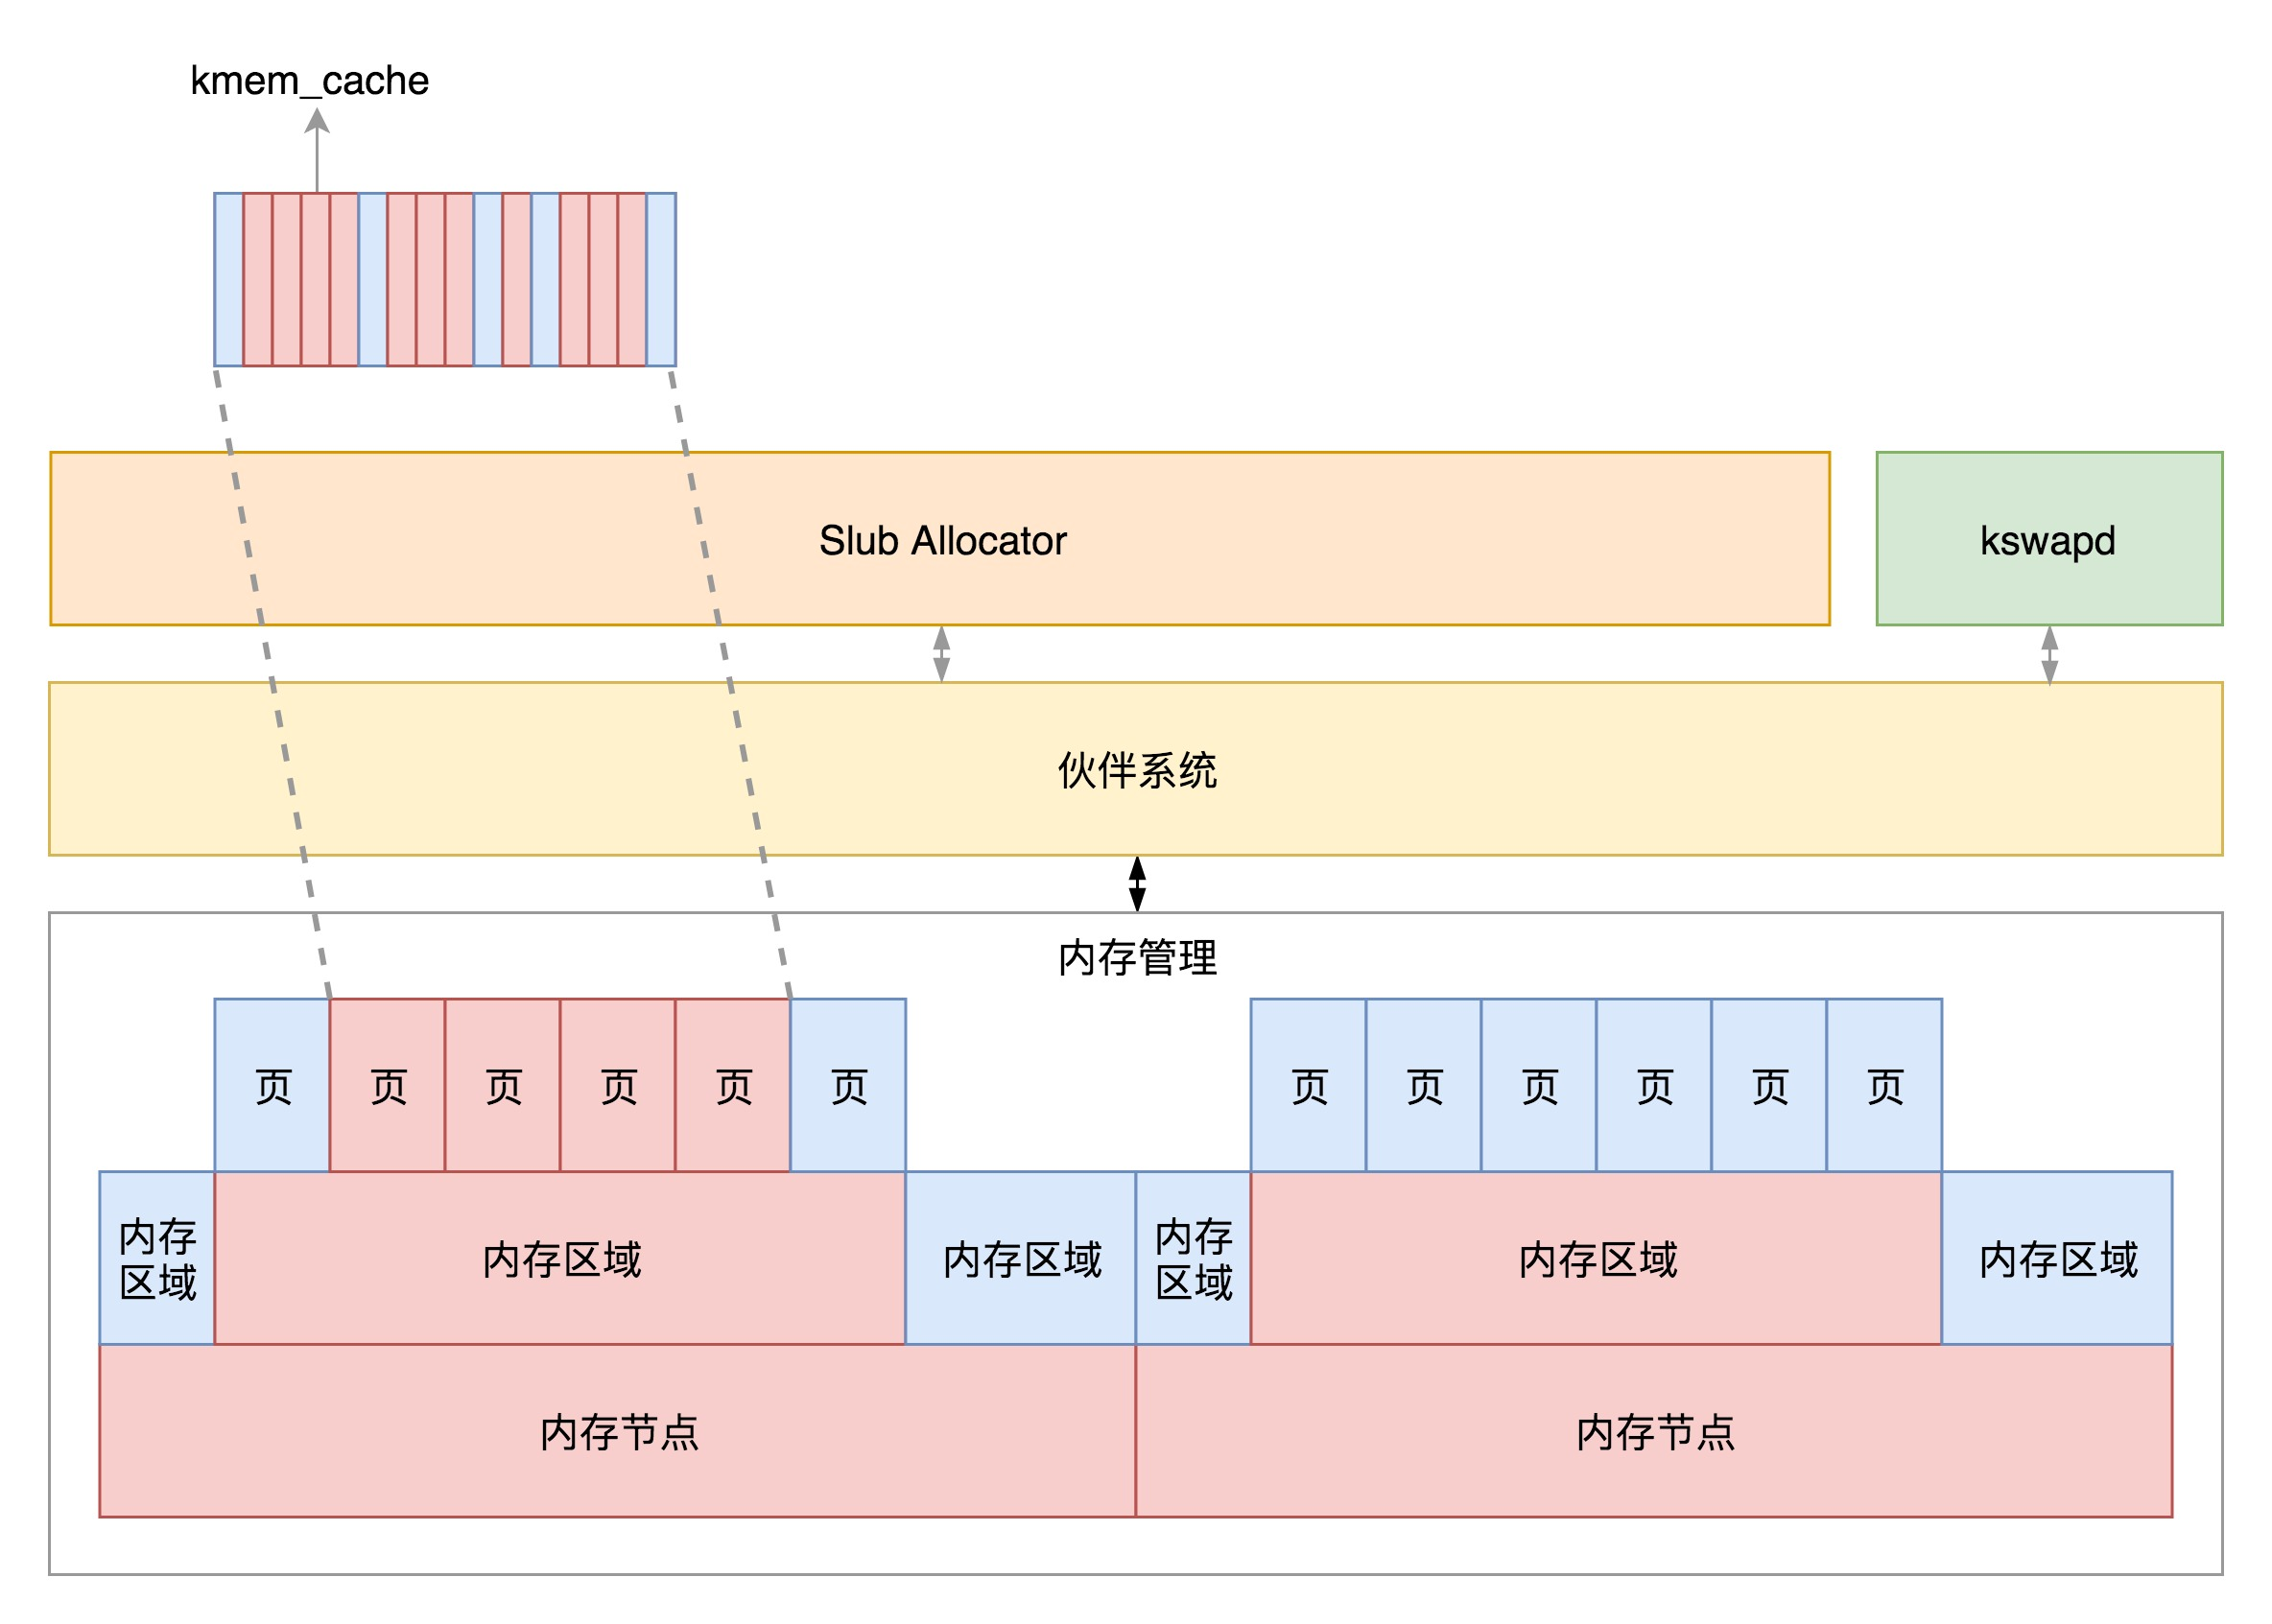 kmem_cache
Slub Allocator
kswapd
伙伴系统
内存管理
页
页
页
页
页
页
页
页
页
页
页
页
内存
区域
内存区域
内存区域
内存
区域
内存区域
内存区域
内存节点
内存节点